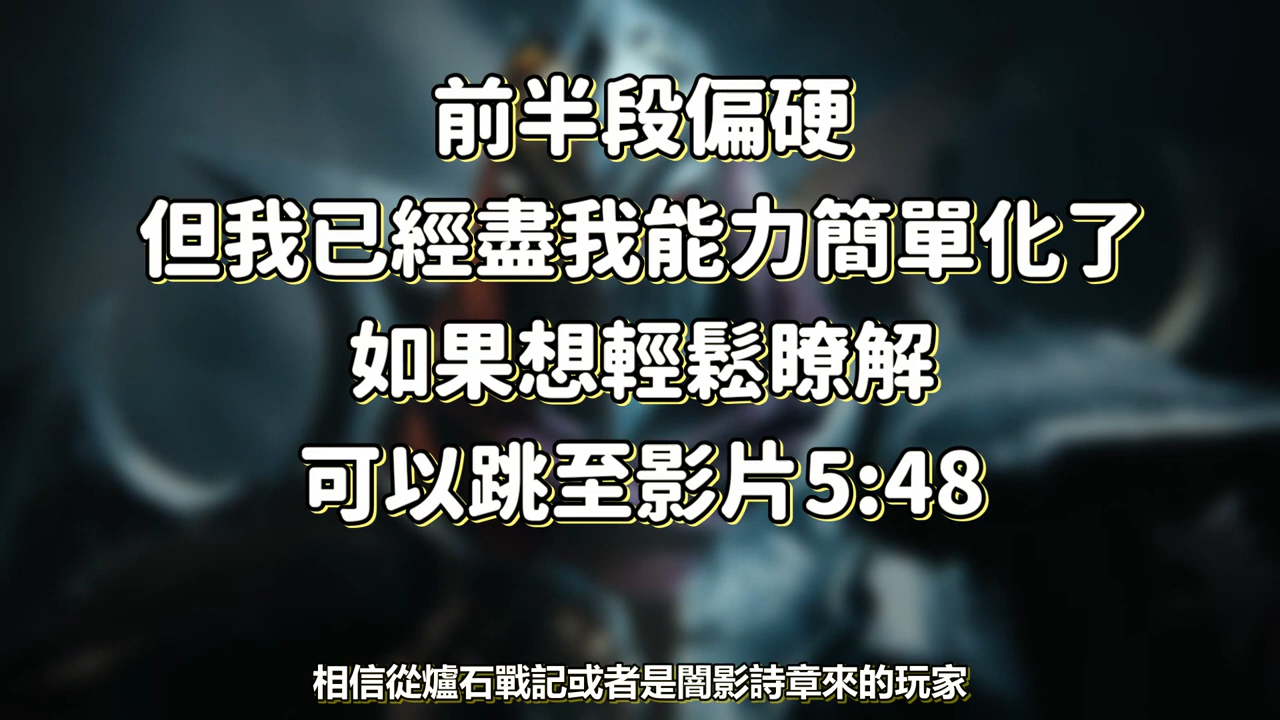 前半段偏硬
但我已經盡我能力簡單化了
如果想輕鬆瞭解
可以跳至影片5:48
相信從爐石戰記或者是闇影詩章來的玩家